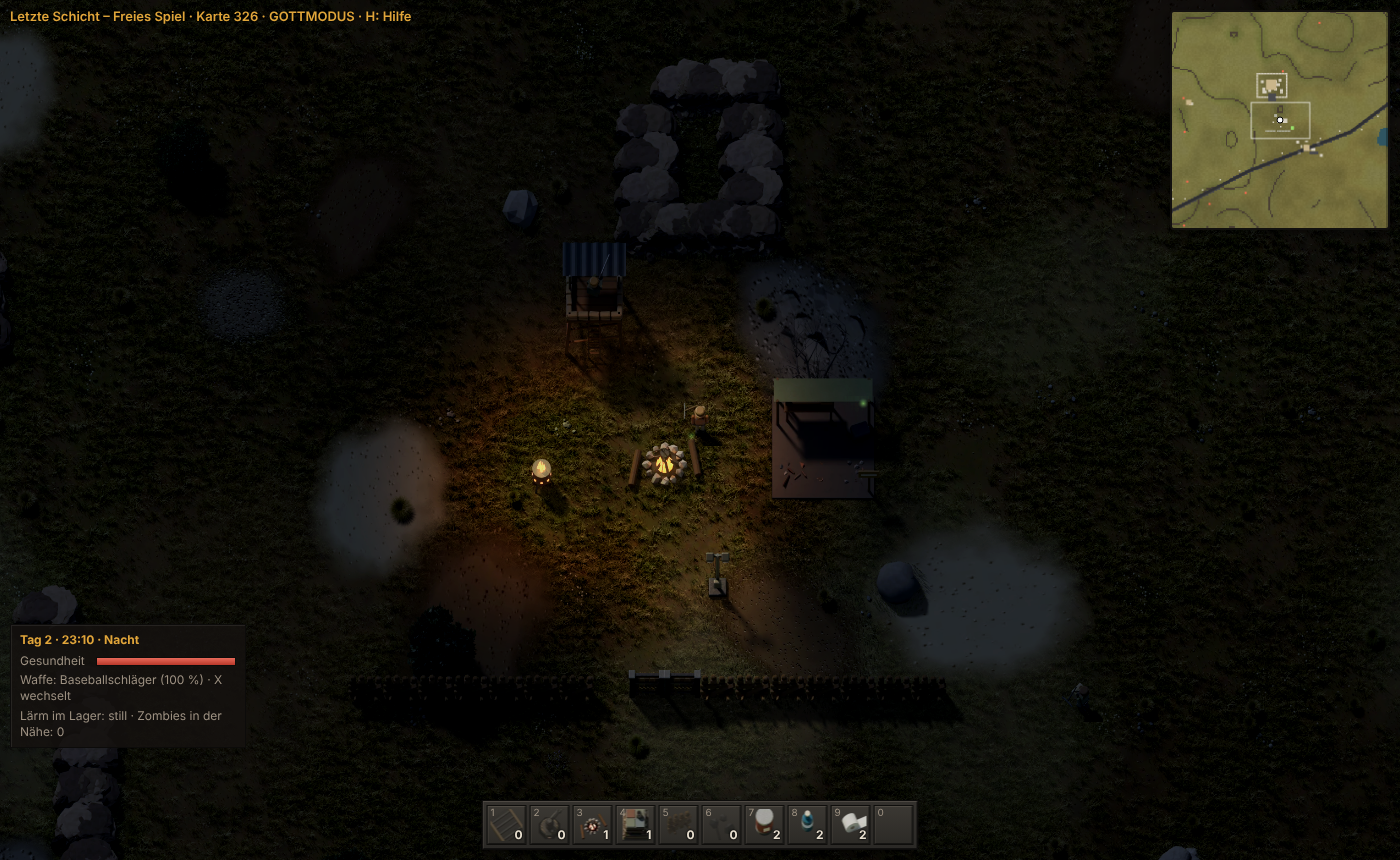 Letzte Schicht – Freies Spiel · Karte 326 · GOTTMODUS · H: Hilfe
Tag 2 · 23:10 · Nacht
Gesundheit
Waffe: Baseballschläger (100 %) · X
wechselt
Lärm im Lager: still · Zombies in der
Nähe: 0
1 2 3 4 5 6 7 8 9 0
0 0 1 1 0 0 2 2 2